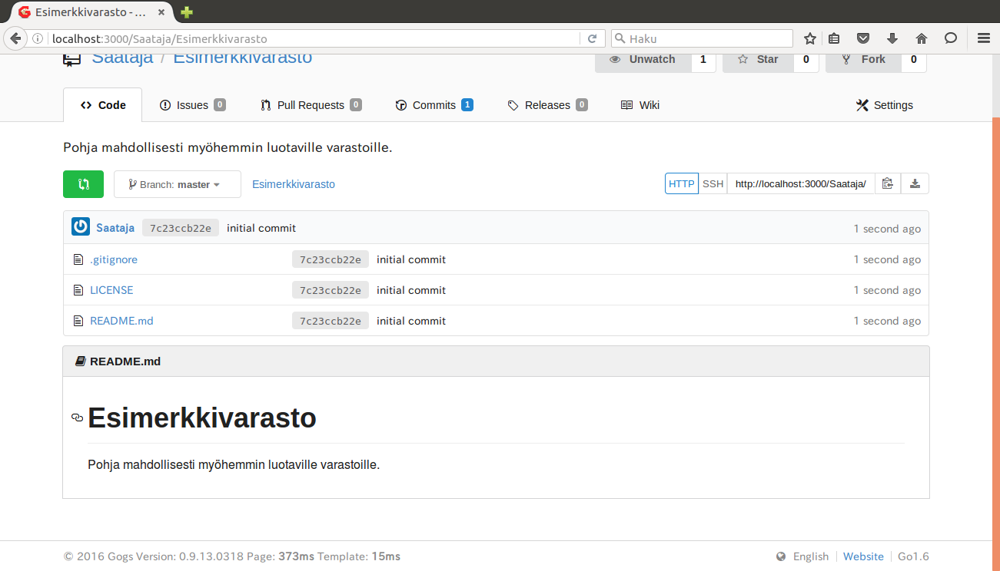 Esimerkkivarasto - ...
localhost:3000/Saataja/Esimerkkivarasto
Haku
Saataja / Esimerkkivarasto
Unwatch 1 Star 0 Fork 0
Code Issues 0 Pull Requests 0 Commits 1 Releases 0 Wiki Settings
Pohja mahdollisesti myöhemmin luotaville varastoille.
Branch: master Esimerkkivarasto HTTP SSH http://localhost:3000/Saataja/
Saataja 7c23ccb22e initial commit 1 second ago
.gitignore 7c23ccb22e initial commit 1 second ago
LICENSE 7c23ccb22e initial commit 1 second ago
README.md 7c23ccb22e initial commit 1 second ago
README.md
Esimerkkivarasto
Pohja mahdollisesti myöhemmin luotaville varastoille.
© 2016 Gogs Version: 0.9.13.0318 Page: 373ms Template: 15ms English Website Go1.6